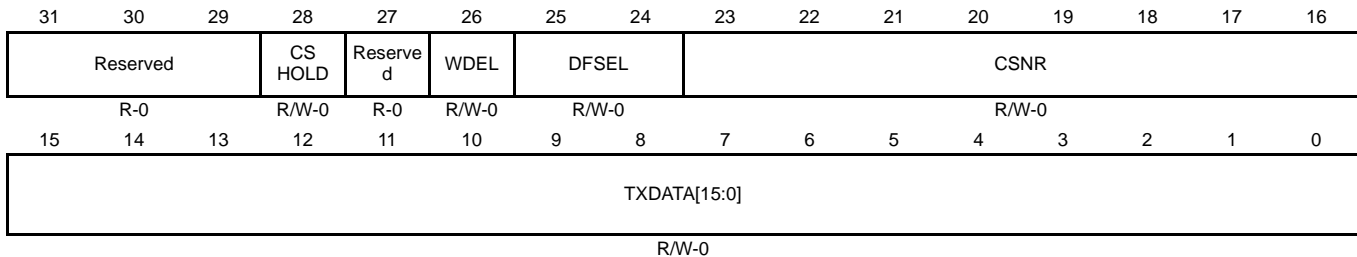 31 30 29 28 27 26 25 24 23 22 21 20 19 18 17 16
Reserved CS HOLD Reserve d WDEL DFSEL CSNR
R-0 R/W-0 R-0 R/W-0 R/W-0 R/W-0
15 14 13 12 11 10 9 8 7 6 5 4 3 2 1 0
TXDATA[15:0]
R/W-0